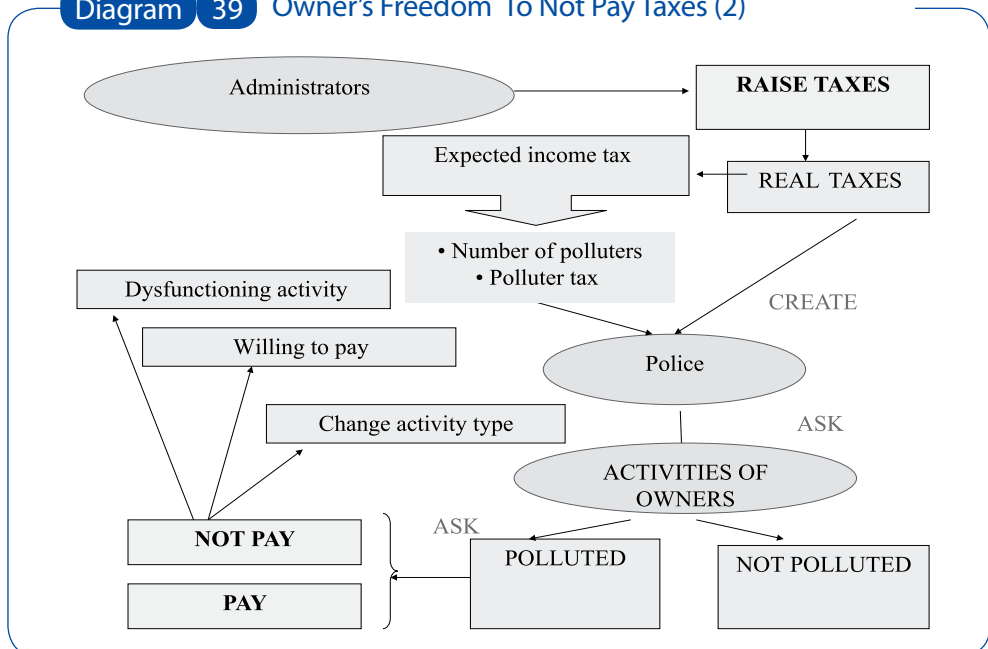 Diagram 39 Owner's Freedom To Not Pay Taxes (2)
Administrators
RAISE TAXES
Expected income tax
REAL TAXES
• Number of polluters
• Polluter tax
Dysfunctioning activity
CREATE
Willing to pay
Police
Change activity type
ASK
ACTIVITIES OF
OWNERS
ASK
NOT PAY
POLLUTED
NOT POLLUTED
PAY